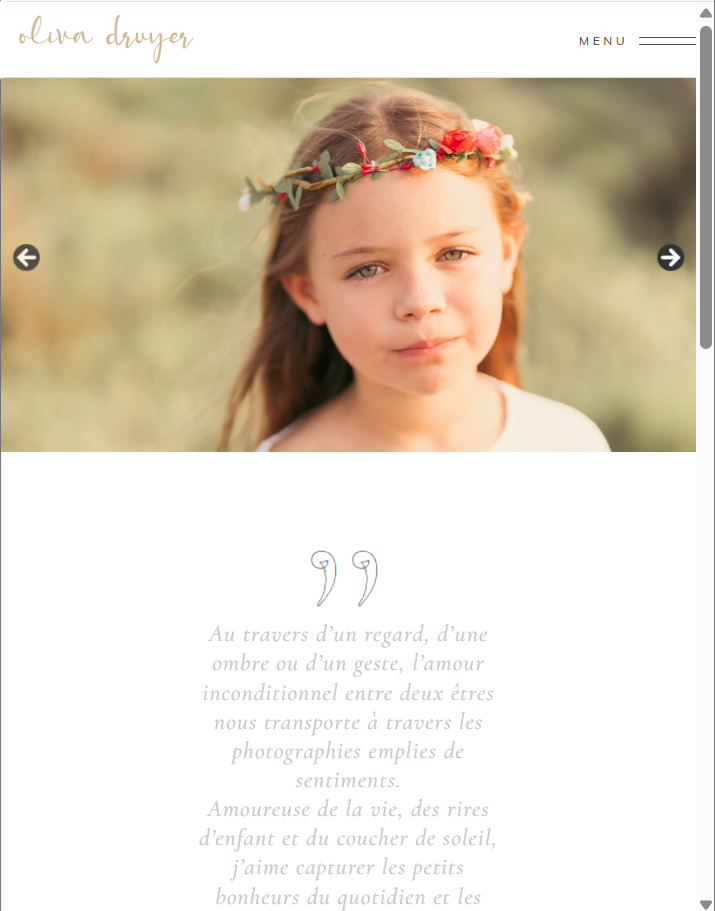 oliva druyer
MENU
Au travers d’un regard, d’une
ombre ou d’un geste, l’amour
inconditionnel entre deux êtres
nous transporte à travers les
photographies emplies de
sentiments.
Amoureuse de la vie, des rires
d’enfant et du coucher de soleil,
j’aime capturer les petits
bonheurs du quotidien et les